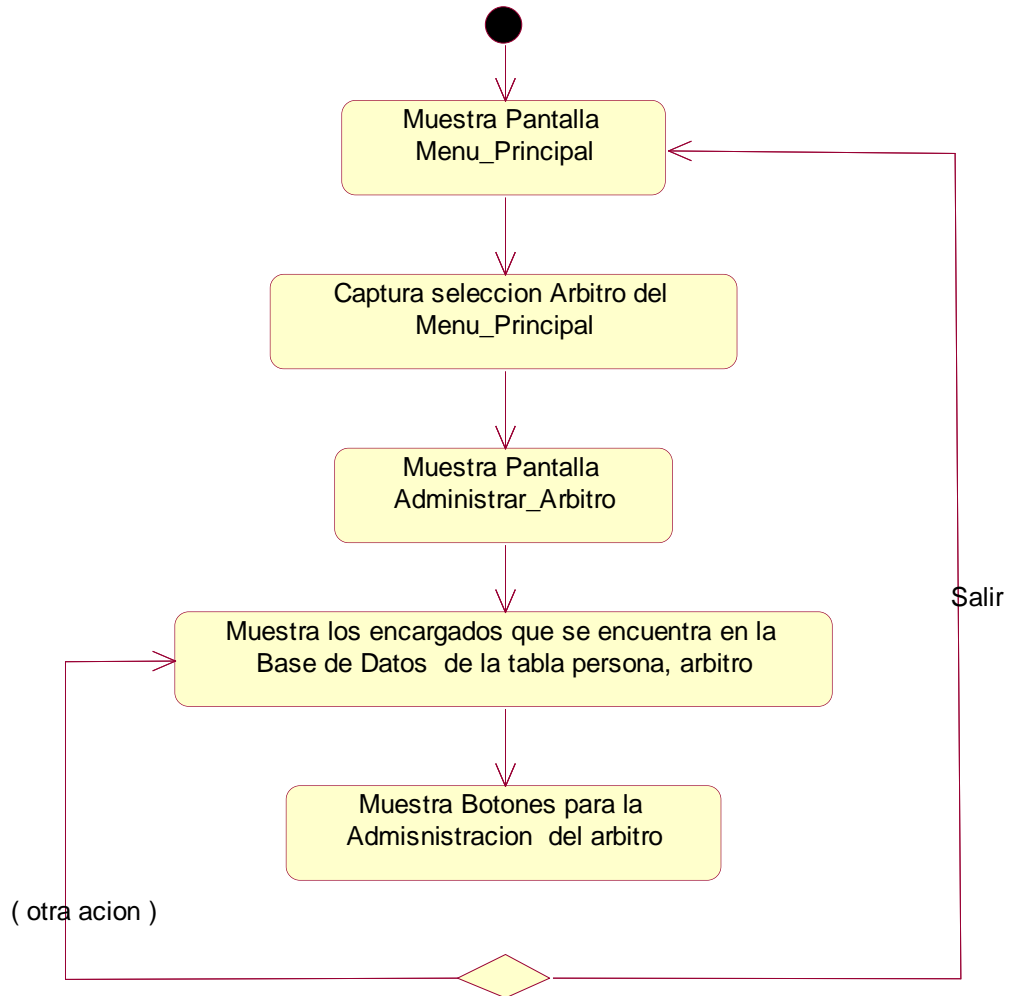 Muestra Pantalla
Menu_Principal
Captura seleccion Arbitro del
Menu_Principal
Muestra Pantalla
Administrar_Arbitro
Salir
Muestra los encargados que se encuentra en la
Base de Datos  de la tabla persona, arbitro
Muestra Botones para la
Admisnistracion  del arbitro
( otra acion )